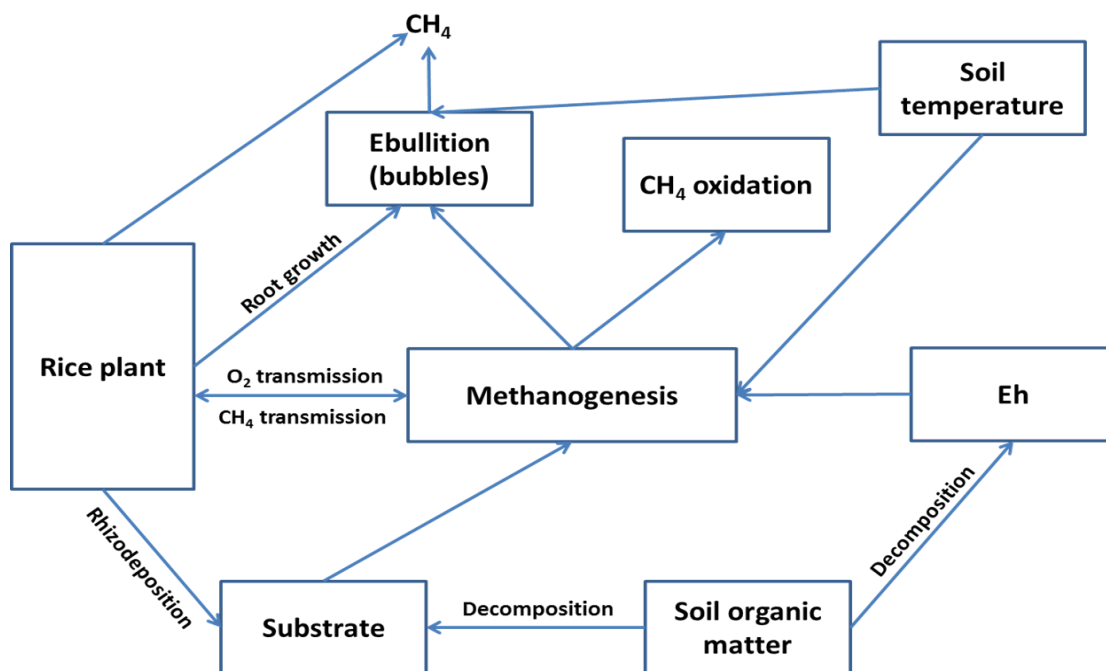 CH₄
Soil
temperature
Ebullition
(bubbles)
CH₄ oxidation
Root growth
Rice plant
O₂ transmission
CH₄ transmission
Methanogenesis
Eh
Rhizodeposition
Decomposition
Substrate
Decomposition
Soil organic
matter